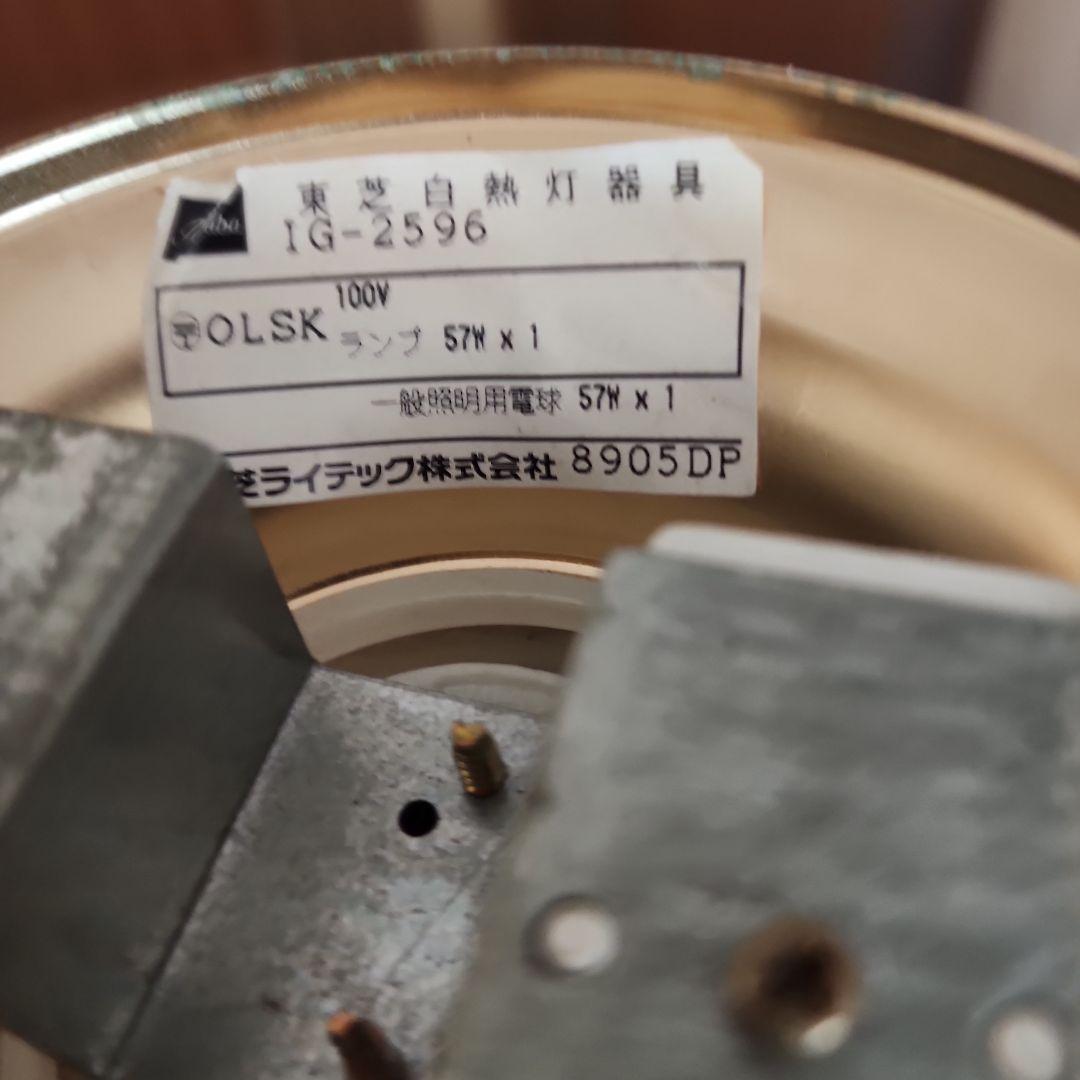 東芝白熱灯器具
IG-2596
100V
〒OLSK
ランプ 57W x 1
一般照明用電球 57W x 1
芝ライテック株式会社 8905DP